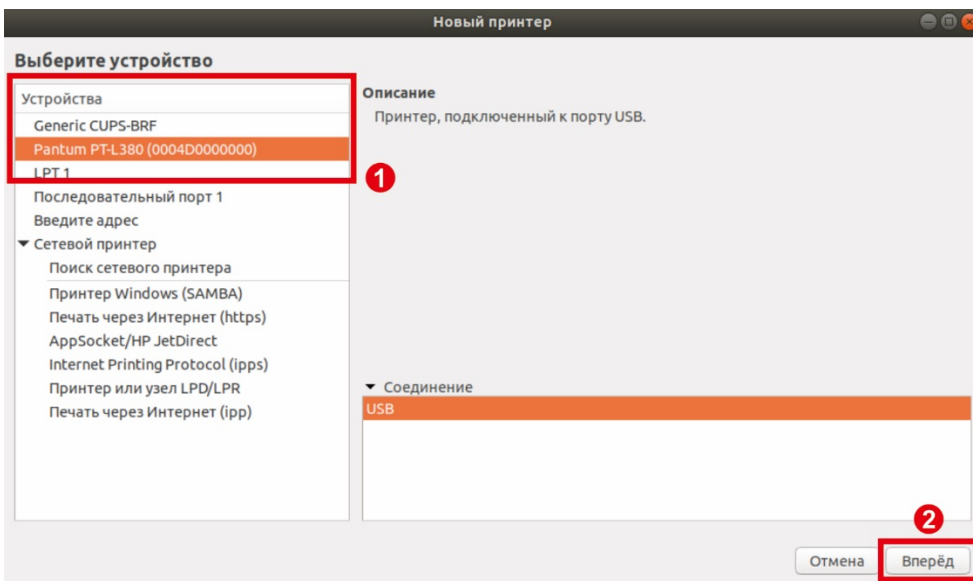 Новый принтер
Выберите устройство
Устройства
Generic CUPS-BRF
Pantum PT-L380 (0004D0000000)
LPT 1
Последовательный порт 1
Введите адрес
Сетевой принтер
Поиск сетевого принтера
Принтер Windows (SAMBA)
Печать через Интернет (https)
AppSocket/HP JetDirect
Internet Printing Protocol (ipps)
Принтер или узел LPD/LPR
Печать через Интернет (ipp)
Описание
Принтер, подключенный к порту USB.
1
Соединение
USB
2
Отмена
Вперёд